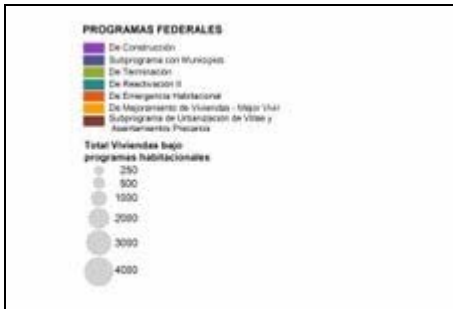 PROGRAMAS FEDERALES
De Construcción
Subprograma con Municipios
De Terminación
De Reactivación II
De Emergencia Habitacional
De Mejoramiento de Viviendas - Mejor Vivir
Subprograma de Urbanización de Villas y
Asentamientos Precarios
Total Viviendas bajo
programas habitacionales
250
500
1000
2000
3000
4000